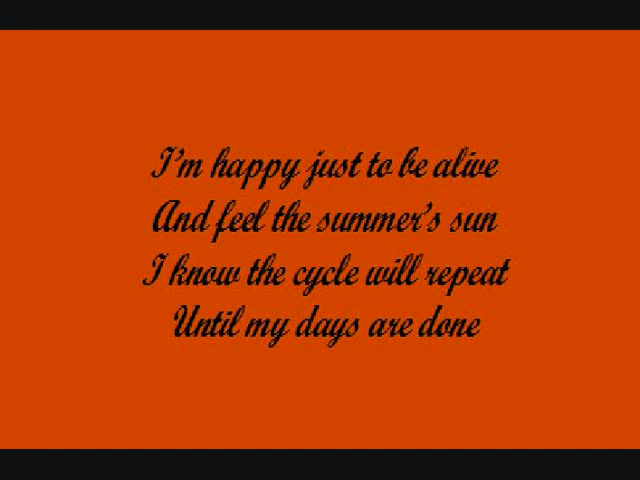 I'm happy just to be alive
And feel the summer's sun
I know the cycle will repeat
Until my days are done